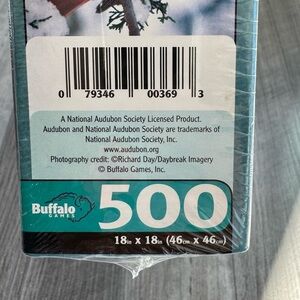 0 79346 00369 3
A National Audubon Society Licensed Product.
Audubon and National Audubon Society are trademarks of
National Audubon Society, Inc.
www.audubon.org
Photography credit: ©Richard Day/Daybreak Imagery
© Buffalo Games, Inc.
Buffalo
GAMES
500
18in x 18in (46cm x 46cm)